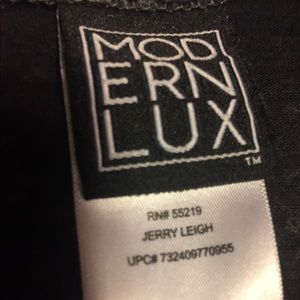 MOD
ERN
LUX
TM
RN# 55219
JERRY LEIGH
UPC# 732409770955